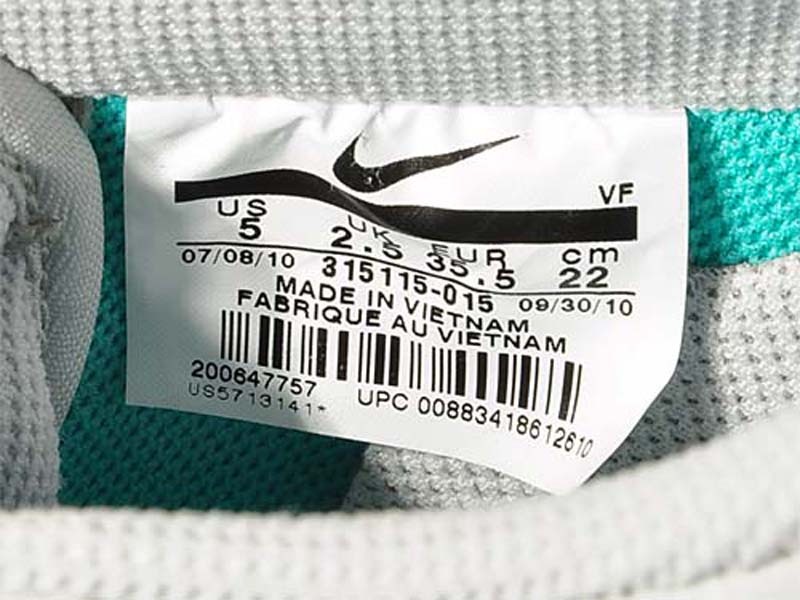 VF
US UK EUR cm
5 2.5 35.5 22
07/08/10 315115-015 09/30/10
MADE IN VIETNAM
FABRIQUE AU VIETNAM
200647757 UPC 00883418612610
US5713141*